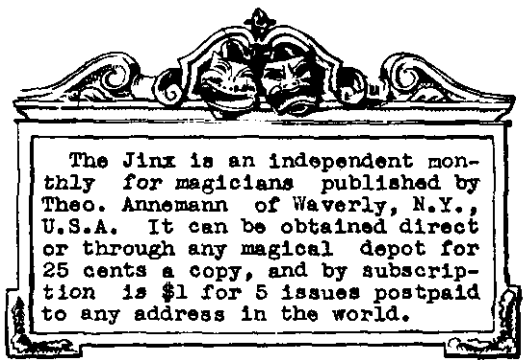 The Jinx is an independent mon-
thly for magicians published by
Theo. Annemann of Waverly, N.Y.,
U.S.A. It can be obtained direct
or through any magical depot for
25 cents a copy, and by subscrip-
tion is $1 for 5 issues postpaid
to any address in the world.